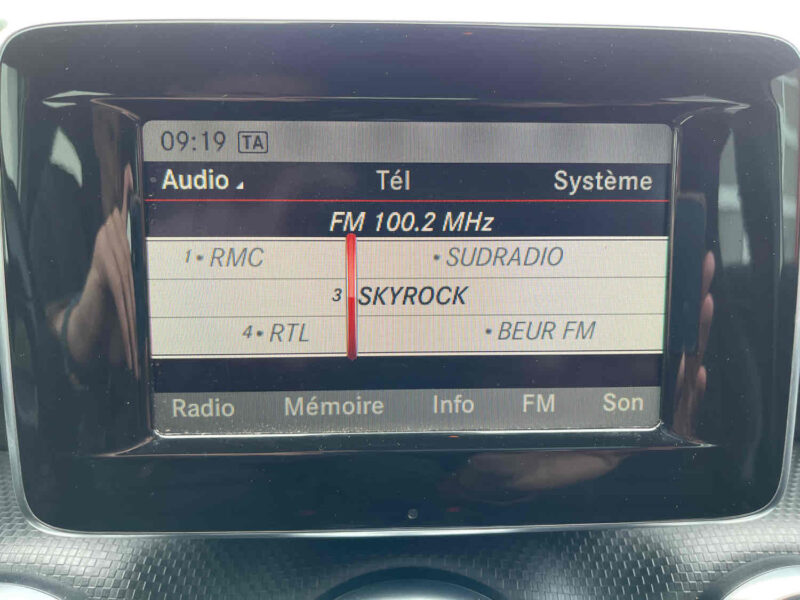 09:19 TA
Audio Tél Système
FM 100.2 MHz
1 • RMC • SUDRADIO
3 SKYROCK
4 • RTL • BEUR FM
Radio Mémoire Info FM Son